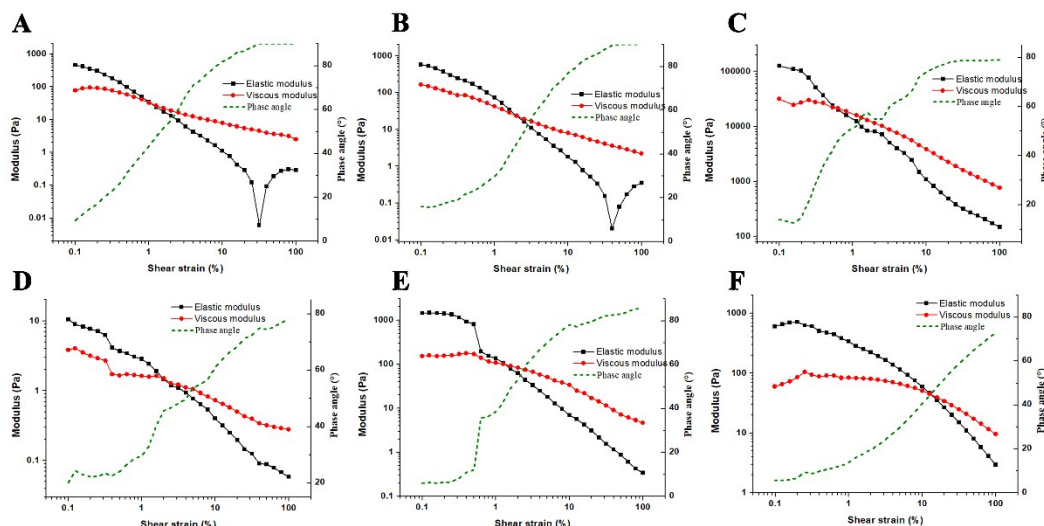 A
1000
100
10
1
0.1
0.01
Modulus (Pa)
0.1 1 10 100
Shear strain (%)
80
60
40
20
0
Phase angle (°)
Elastic modulus
Viscous modulus
Phase angle
B
1000
100
10
1
0.1
0.01
Modulus (Pa)
0.1 1 10 100
Shear strain (%)
80
60
40
20
0
Phase angle (°)
Elastic modulus
Viscous modulus
Phase angle
C
100000
10000
1000
100
Modulus (Pa)
0.1 1 10 100
Shear strain (%)
80
60
40
20
Phase angle (°)
Elastic modulus
Viscous modulus
Phase angle
D
10
1
0.1
Modulus (Pa)
0.1 1 10 100
Shear strain (%)
80
60
40
20
Phase angle (°)
Elastic modulus
Viscous modulus
Phase angle
E
1000
100
10
1
0.1
Modulus (Pa)
0.1 1 10 100
Shear strain (%)
80
60
40
20
0
Phase angle (°)
Elastic modulus
Viscous modulus
Phase angle
F
1000
100
10
1
Modulus (Pa)
0.1 1 10 100
Shear strain (%)
90
80
70
60
50
40
30
20
10
0
Phase angle (°)
Elastic modulus
Viscous modulus
Phase angle